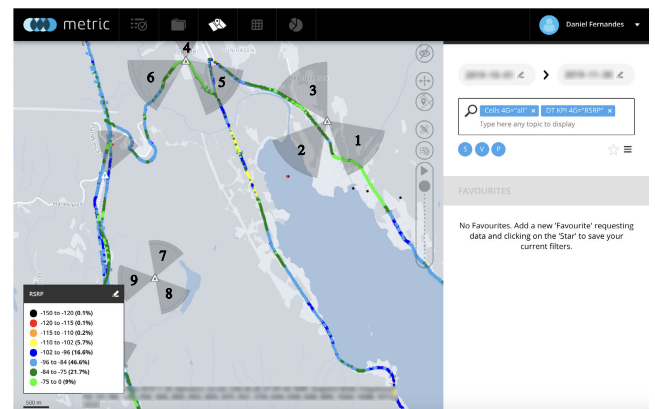 metric
Daniel Fernandes
Cells 4G="all" ×
DT KPI 4G="RSRP" ×
Type here any topic to display
S V P
FAVOURITES
No Favourites. Add a new 'Favourite' requesting
data and clicking on the 'Star' to save your
current filters.
4
6
5
3
1
2
7
9
8
RSRP
-150 to -120 (0.1%)
-120 to -115 (0.1%)
-115 to -110 (0.2%)
-110 to -102 (5.7%)
-102 to -96 (16.6%)
-96 to -84 (46.6%)
-84 to -75 (21.7%)
-75 to 0 (9%)
500 m